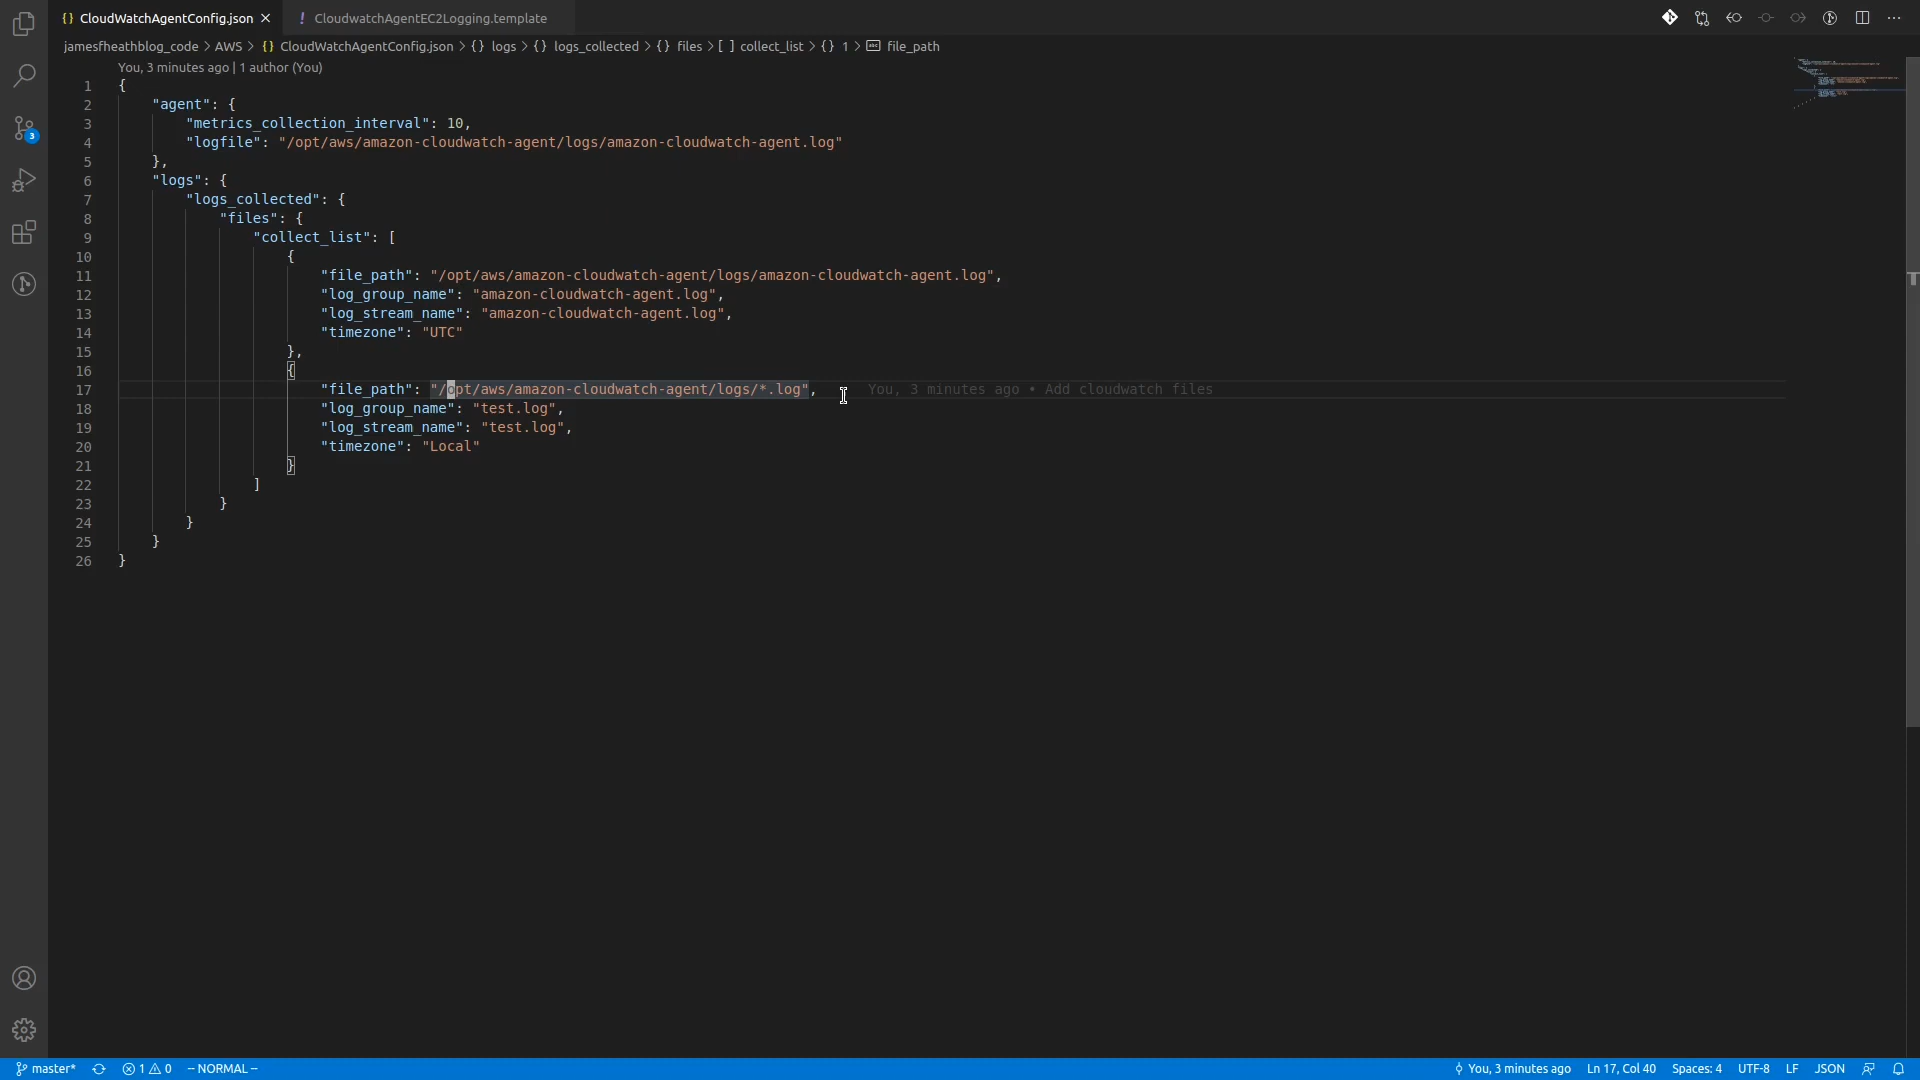 {} CloudWatchAgentConfig.json × ! CloudwatchAgentEC2Logging.template
jamesfheathblog_code > AWS > {} CloudWatchAgentConfig.json > {} logs > {} logs_collected > {} files > [ ] collect_list > {} 1 > abc file_path
You, 3 minutes ago | 1 author (You)
1 {
2 "agent": {
3 "metrics_collection_interval": 10,
4 "logfile": "/opt/aws/amazon-cloudwatch-agent/logs/amazon-cloudwatch-agent.log"
5 },
6 "logs": {
7 "logs_collected": {
8 "files": {
9 "collect_list": [
10 {
11 "file_path": "/opt/aws/amazon-cloudwatch-agent/logs/amazon-cloudwatch-agent.log",
12 "log_group_name": "amazon-cloudwatch-agent.log",
13 "log_stream_name": "amazon-cloudwatch-agent.log",
14 "timezone": "UTC"
15 },
16 {
17 "file_path": "/opt/aws/amazon-cloudwatch-agent/logs/*.log", You, 3 minutes ago • Add cloudwatch files
18 "log_group_name": "test.log",
19 "log_stream_name": "test.log",
20 "timezone": "Local"
21 }
22 ]
23 }
24 }
25 }
26 }
3
master* 1 0 -- NORMAL -- You, 3 minutes ago Ln 17, Col 40 Spaces: 4 UTF-8 LF JSON